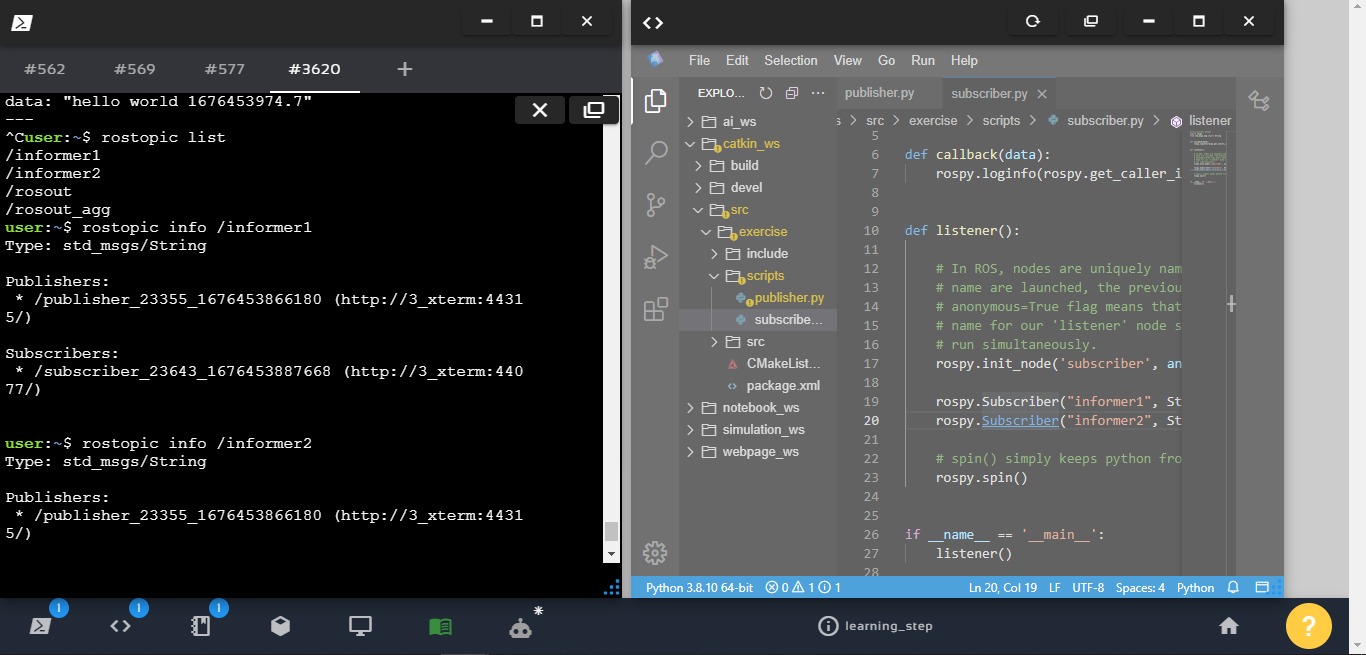 #562
#569
#577
#3620
+
data: "hello world 1676453974.7"
---
^Cuser:~$ rostopic list
/informer1
/informer2
/rosout
/rosout_agg
user:~$ rostopic info /informer1
Type: std_msgs/String
Publishers:
* /publisher_23355_1676453866180 (http://3_xterm:4431
5/)
Subscribers:
* /subscriber_23643_1676453887668 (http://3_xterm:440
77/)
user:~$ rostopic info /informer2
Type: std_msgs/String
Publishers:
* /publisher_23355_1676453866180 (http://3_xterm:4431
5/)
File Edit Selection View Go Run Help
EXPLO...
ai_ws
catkin_ws
build
devel
src
exercise
include
scripts
publisher.py
subscribe...
src
CMakeList...
package.xml
notebook_ws
simulation_ws
webpage_ws
publisher.py
subscriber.py
s > src > exercise > scripts > subscriber.py > listener
5
6 def callback(data):
7 rospy.loginfo(rospy.get_caller_i
8
9
10 def listener():
11
12 # In ROS, nodes are uniquely nam
13 # name are launched, the previou
14 # anonymous=True flag means that
15 # name for our 'listener' node s
16 # run simultaneously.
17 rospy.init_node('subscriber', an
18
19 rospy.Subscriber("informer1", St
20 rospy.Subscriber("informer2", St
21
22 # spin() simply keeps python fro
23 rospy.spin()
24
25
26 if __name__ == '__main__':
27 listener()
28
Python 3.8.10 64-bit 0 1 1 Ln 20, Col 19 LF UTF-8 Spaces: 4 Python
1
1
1
*
learning_step
?